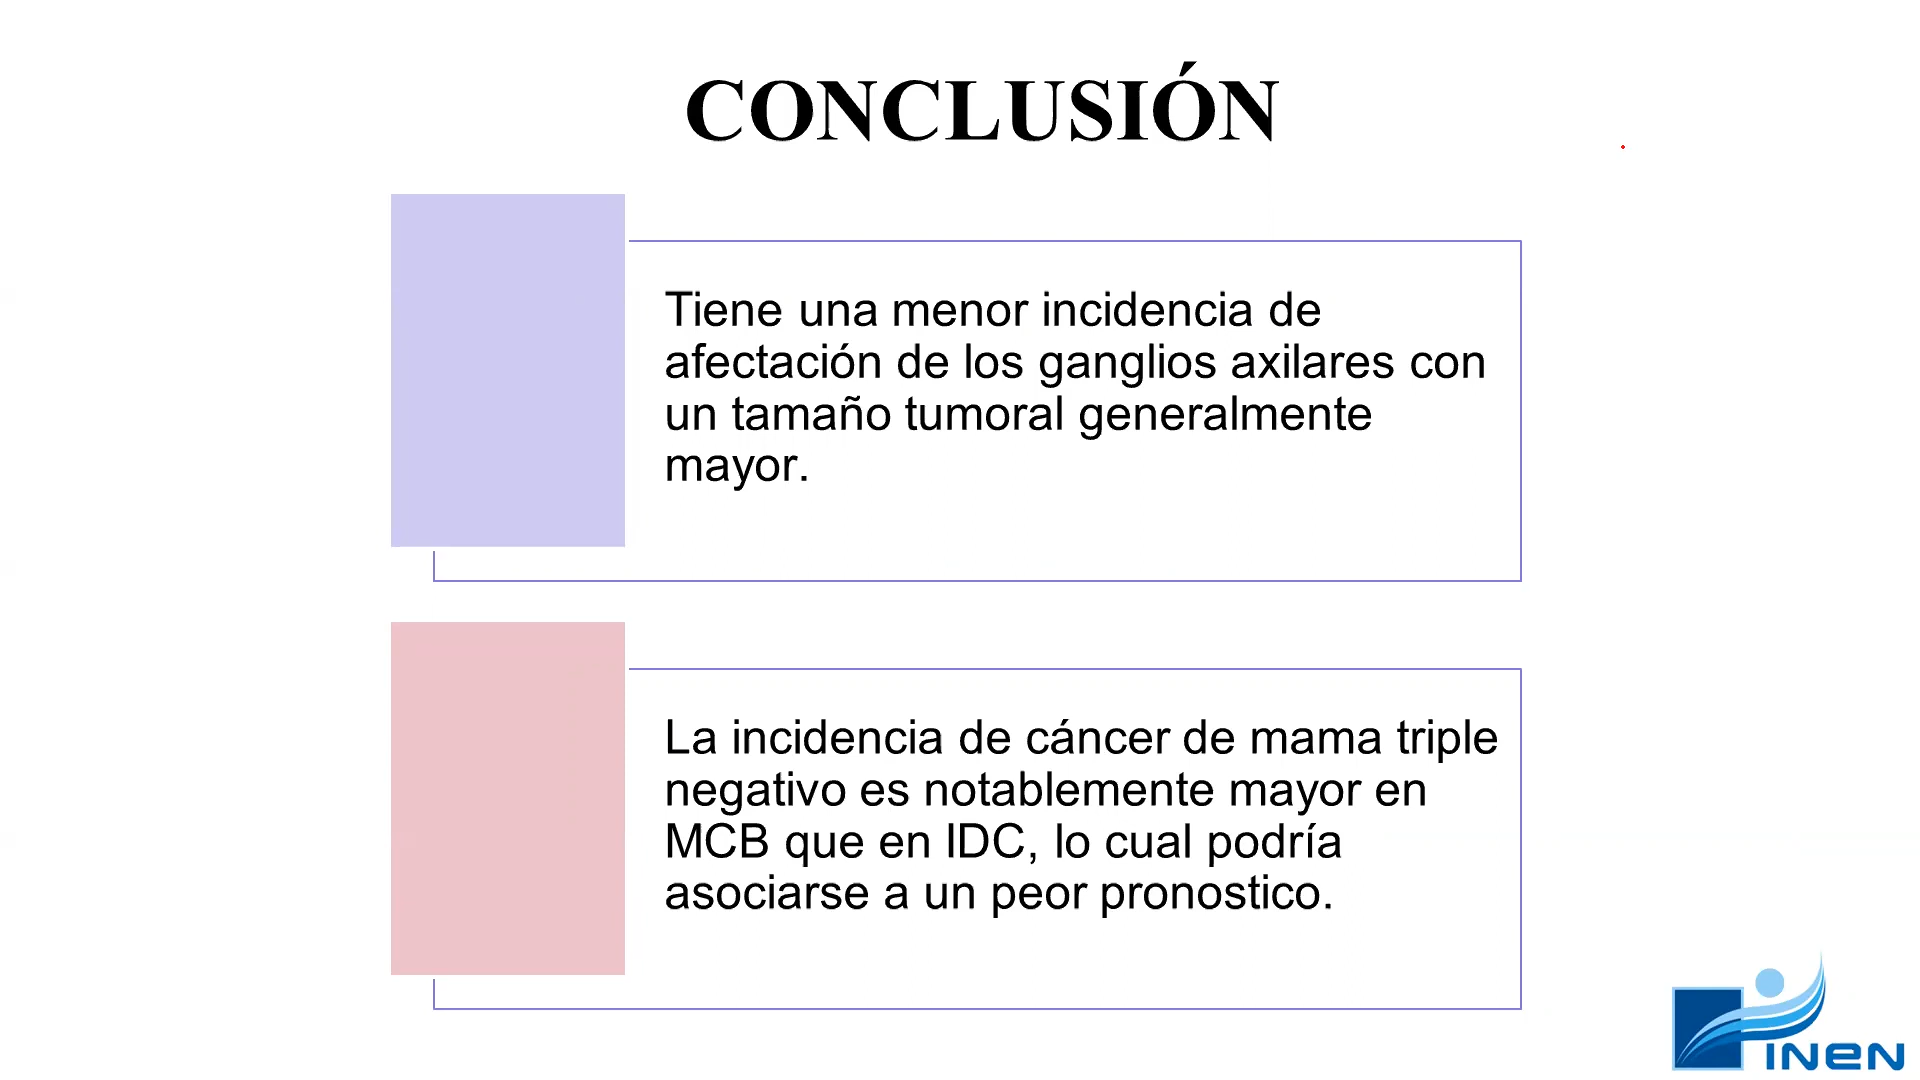 CONCLUSIÓN
Tiene una menor incidencia de
afectación de los ganglios axilares con
un tamaño tumoral generalmente
mayor.
La incidencia de cáncer de mama triple
negativo es notablemente mayor en
MCB que en IDC, lo cual podría
asociarse a un peor pronostico.
INEN